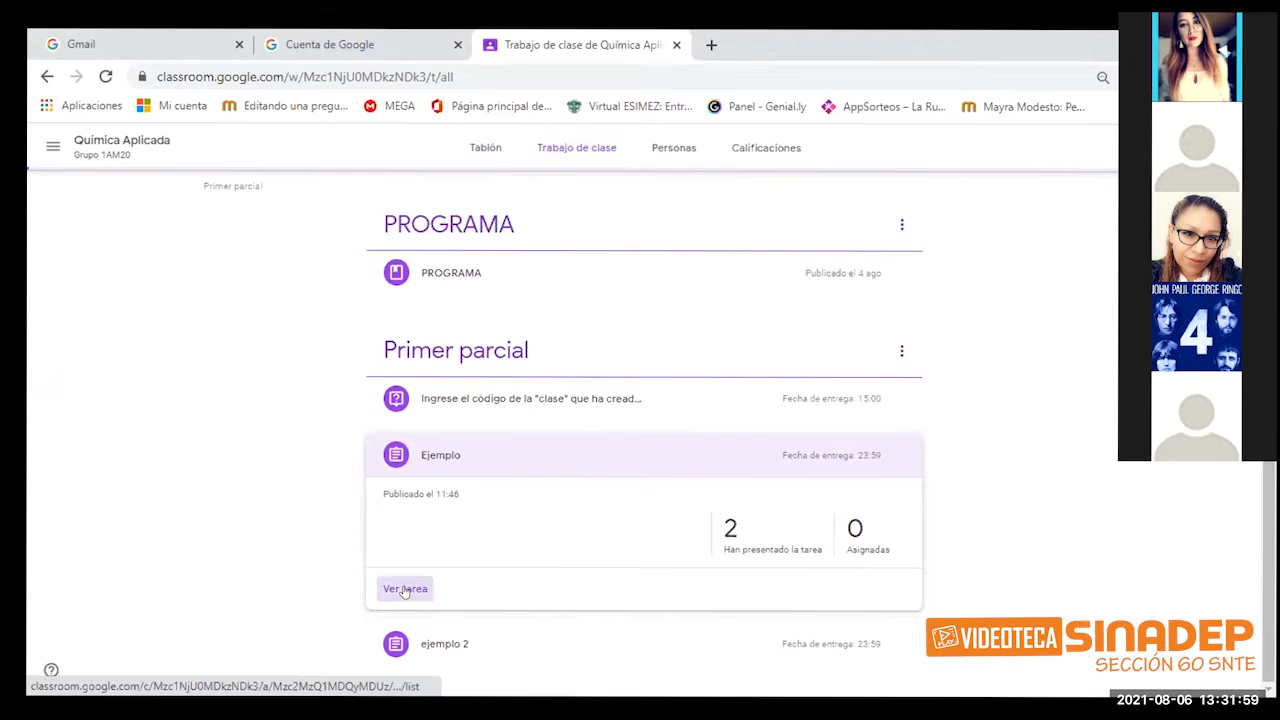 Gmail
Cuenta de Google
Trabajo de clase de Química Apli
classroom.google.com/w/Mzc1NjU0MDkzNDk3/t/all
Aplicaciones
Mi cuenta
Editando una pregu...
MEGA
Página principal de...
Virtual ESIMEZ: Entr...
Panel - Genial.ly
AppSorteos – La Ru...
Mayra Modesto: Pe...
Química Aplicada
Grupo 1AM20
Tablón
Trabajo de clase
Personas
Calificaciones
Primer parcial
PROGRAMA
PROGRAMA
Publicado el 4 ago
Primer parcial
Ingrese el código de la "clase" que ha cread...
Fecha de entrega: 15:00
Ejemplo
Fecha de entrega: 23:59
Publicado el 11:46
2
Han presentado la tarea
0
Asignadas
Ver tarea
ejemplo 2
Fecha de entrega: 23:59
classroom.google.com/c/Mzc1NjU0MDkzNDk3/a/Mzc2MzQ1MDQyMDUz/.../list
JOHN PAUL GEORGE RINGO
4
PLAY
VIDEOTECA SINADEP
SECCIÓN 60 SNTE
2021-08-06 13:31:59